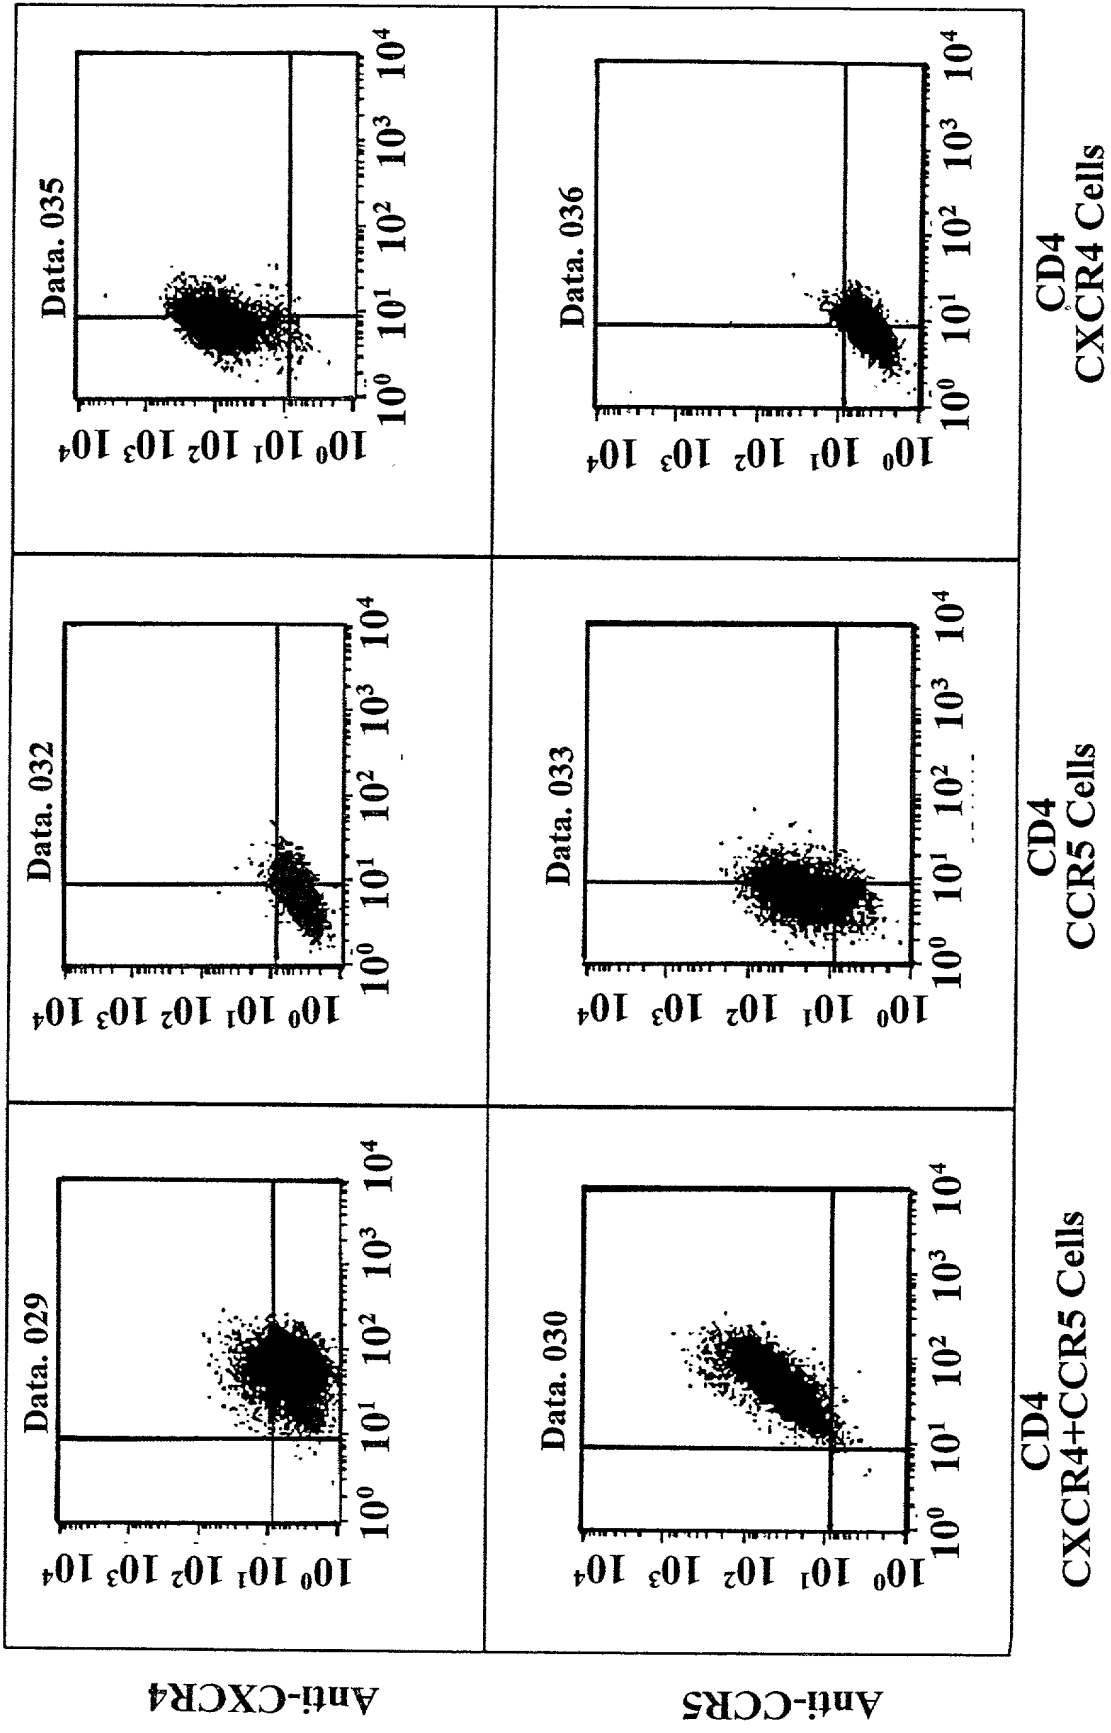 Anti-CXCR4
Data. 029
10⁰ 10¹ 10² 10³ 10⁴
10⁰ 10¹ 10² 10³ 10⁴
Data. 032
10⁰ 10¹ 10² 10³ 10⁴
10⁰ 10¹ 10² 10³ 10⁴
Data. 035
10⁰ 10¹ 10² 10³ 10⁴
10⁰ 10¹ 10² 10³ 10⁴
Anti-CCR5
Data. 030
10⁰ 10¹ 10² 10³ 10⁴
10⁰ 10¹ 10² 10³ 10⁴
Data. 033
10⁰ 10¹ 10² 10³ 10⁴
10⁰ 10¹ 10² 10³ 10⁴
Data. 036
10⁰ 10¹ 10² 10³ 10⁴
10⁰ 10¹ 10² 10³ 10⁴
CD4
CXCR4+CCR5 Cells
CD4
CCR5 Cells
CD4
CXCR4 Cells